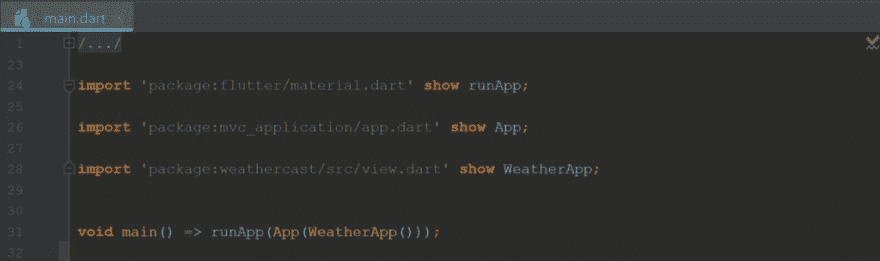 main.dart ×
1 /.../
23
24 import 'package:flutter/material.dart' show runApp;
25
26 import 'package:mvc_application/app.dart' show App;
27
28 import 'package:weathercast/src/view.dart' show WeatherApp;
29
30
31 void main() => runApp(App(WeatherApp()));
32